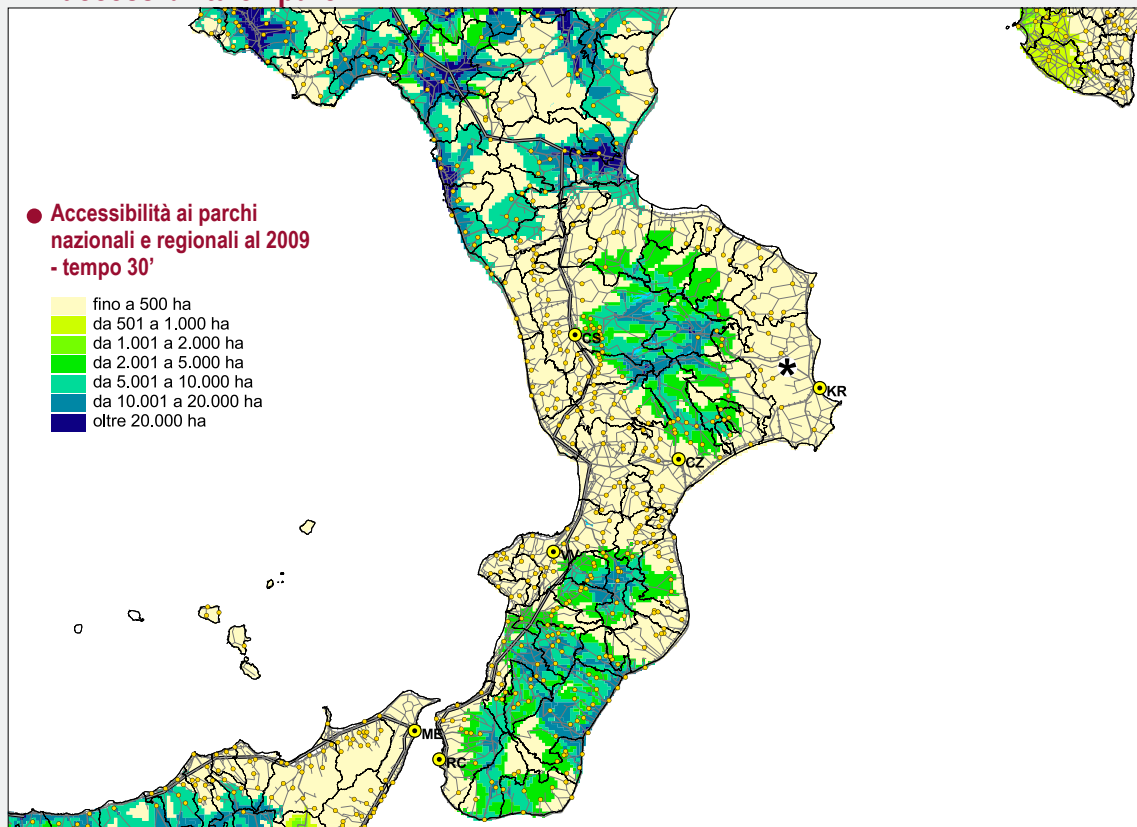 ● Accessibilità ai parchi
nazionali e regionali al 2009
- tempo 30’
fino a 500 ha
da 501 a 1.000 ha
da 1.001 a 2.000 ha
da 2.001 a 5.000 ha
da 5.001 a 10.000 ha
da 10.001 a 20.000 ha
oltre 20.000 ha
CS
*
KR
CZ
VV
ME
RC